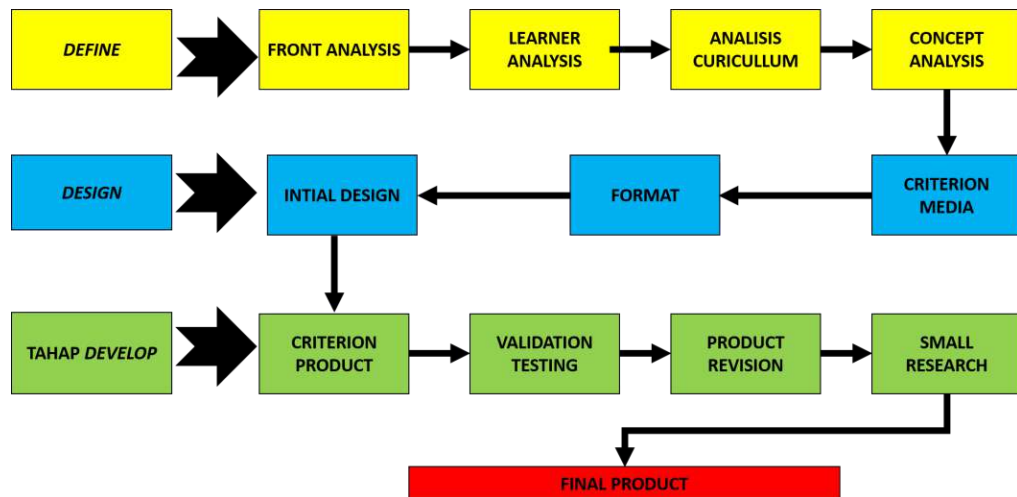 DEFINE
FRONT ANALYSIS
LEARNER
ANALYSIS
ANALISIS
CURICULLUM
CONCEPT
ANALYSIS
DESIGN
INTIAL DESIGN
FORMAT
CRITERION
MEDIA
TAHAP DEVELOP
CRITERION
PRODUCT
VALIDATION
TESTING
PRODUCT
REVISION
SMALL
RESEARCH
FINAL PRODUCT